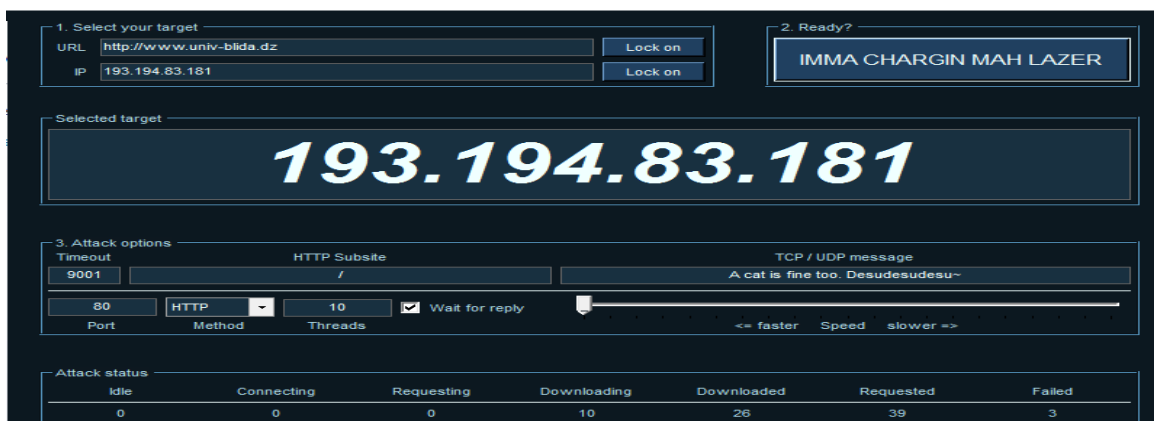 1. Select your target
URL http://www.univ-blida.dz Lock on
IP 193.194.83.181 Lock on
2. Ready?
IMMA CHARGIN MAH LAZER
Selected target
193.194.83.181
3. Attack options
Timeout HTTP Subsite TCP / UDP message
9001 / A cat is fine too. Desudesudesu~
80 HTTP 10 Wait for reply
Port Method Threads <= faster Speed slower =>
Attack status
Idle Connecting Requesting Downloading Downloaded Requested Failed
0 0 0 10 26 39 3